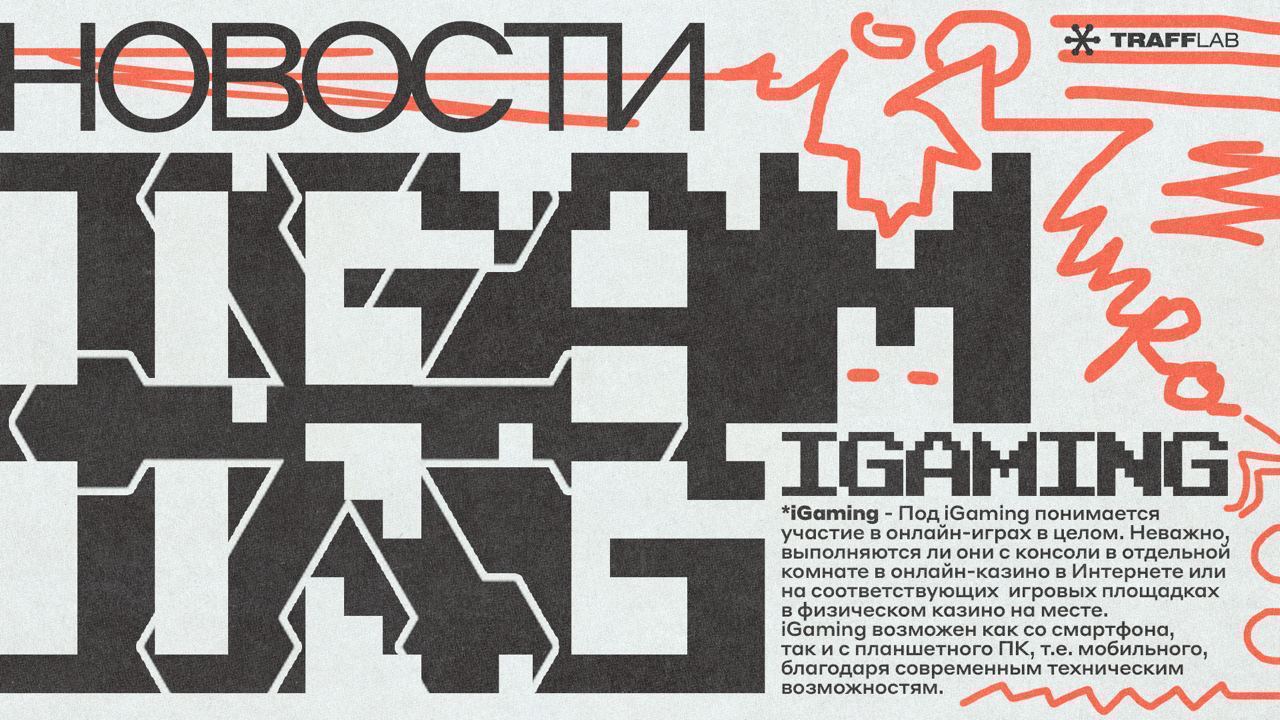 НОВОСТИ
TRAFFLAB
IGAM
ING
IGAMING
*iGaming - Под iGaming понимается
участие в онлайн-играх в целом. Неважно,
выполняются ли они с консоли в отдельной
комнате в онлайн-казино в Интернете или
на соответствующих игровых площадках
в физическом казино на месте.
iGaming возможен как со смартфона,
так и с планшетного ПК, т.е. мобильного,
благодаря современным техническим
возможностям.